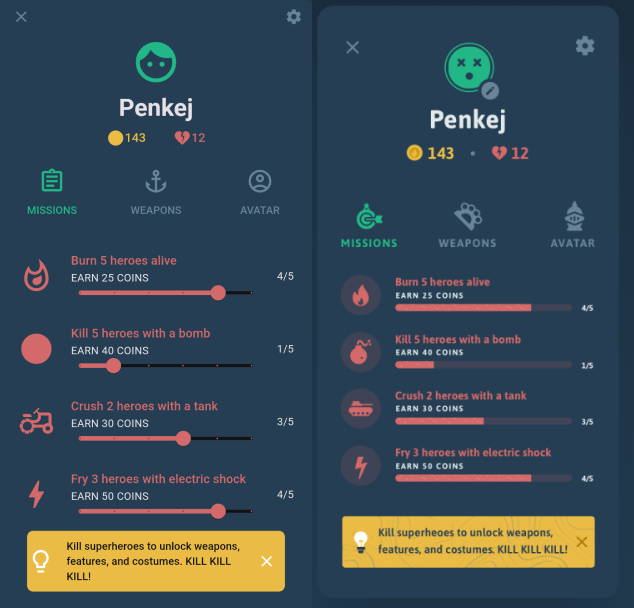 Penkej
143 12
MISSIONS WEAPONS AVATAR
Burn 5 heroes alive
EARN 25 COINS
4/5
Kill 5 heroes with a bomb
EARN 40 COINS
1/5
Crush 2 heroes with a tank
EARN 30 COINS
3/5
Fry 3 heroes with electric shock
EARN 50 COINS
4/5
Kill superheroes to unlock weapons,
features, and costumes. KILL KILL
KILL!
Penkej
143 • 12
MISSIONS WEAPONS AVATAR
Burn 5 heroes alive
EARN 25 COINS
4/5
Kill 5 heroes with a bomb
EARN 40 COINS
1/5
Crush 2 heroes with a tank
EARN 30 COINS
3/5
Fry 3 heroes with electric shock
EARN 50 COINS
4/5
Kill superheoes to unlock weapons,
features, and costumes. KILL KILL KILL!